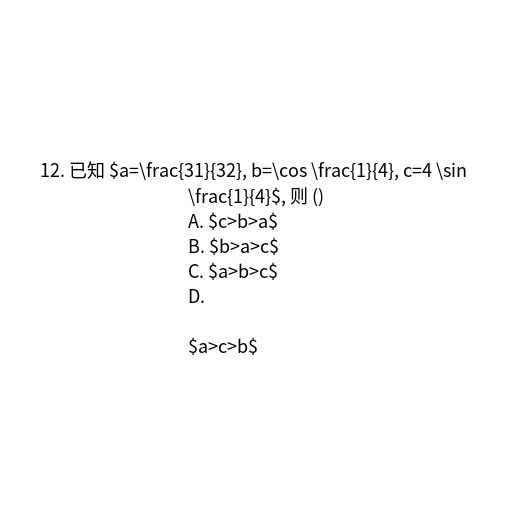 12. 已知 $a=\frac{31}{32}, b=\cos \frac{1}{4}, c=4 \sin
\frac{1}{4}$, 则 ()
A. $c>b>a$
B. $b>a>c$
C. $a>b>c$
D.
$a>c>b$